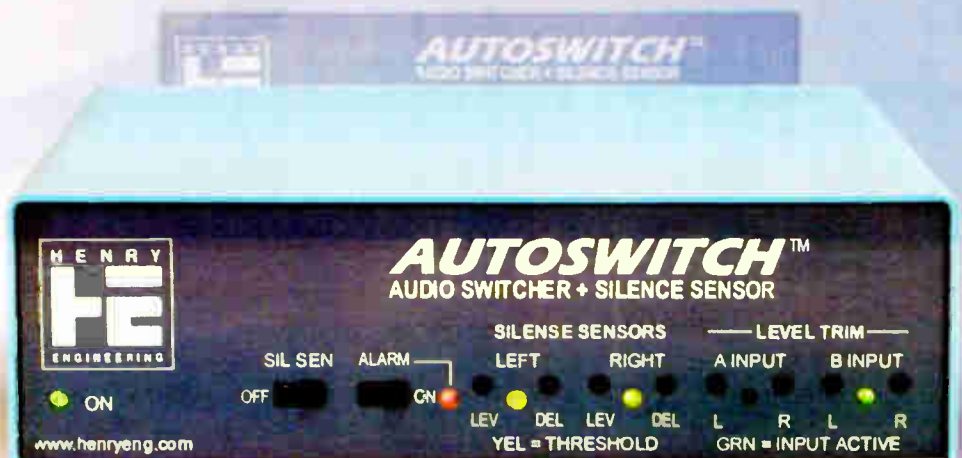 AUTOSWITCH™
AUDIO SWITCHER + SILENCE SENSOR
HENRY
HE
ENGINEERING
AUTOSWITCH™
AUDIO SWITCHER + SILENCE SENSOR
SILENSE SENSORS
LEVEL TRIM
SIL SEN
ALARM
LEFT
RIGHT
A INPUT
B INPUT
ON
OFF
ON
LEV
DEL
LEV
DEL
L
R
L
R
www.henryeng.com
YEL = THRESHOLD
GRN = INPUT ACTIVE